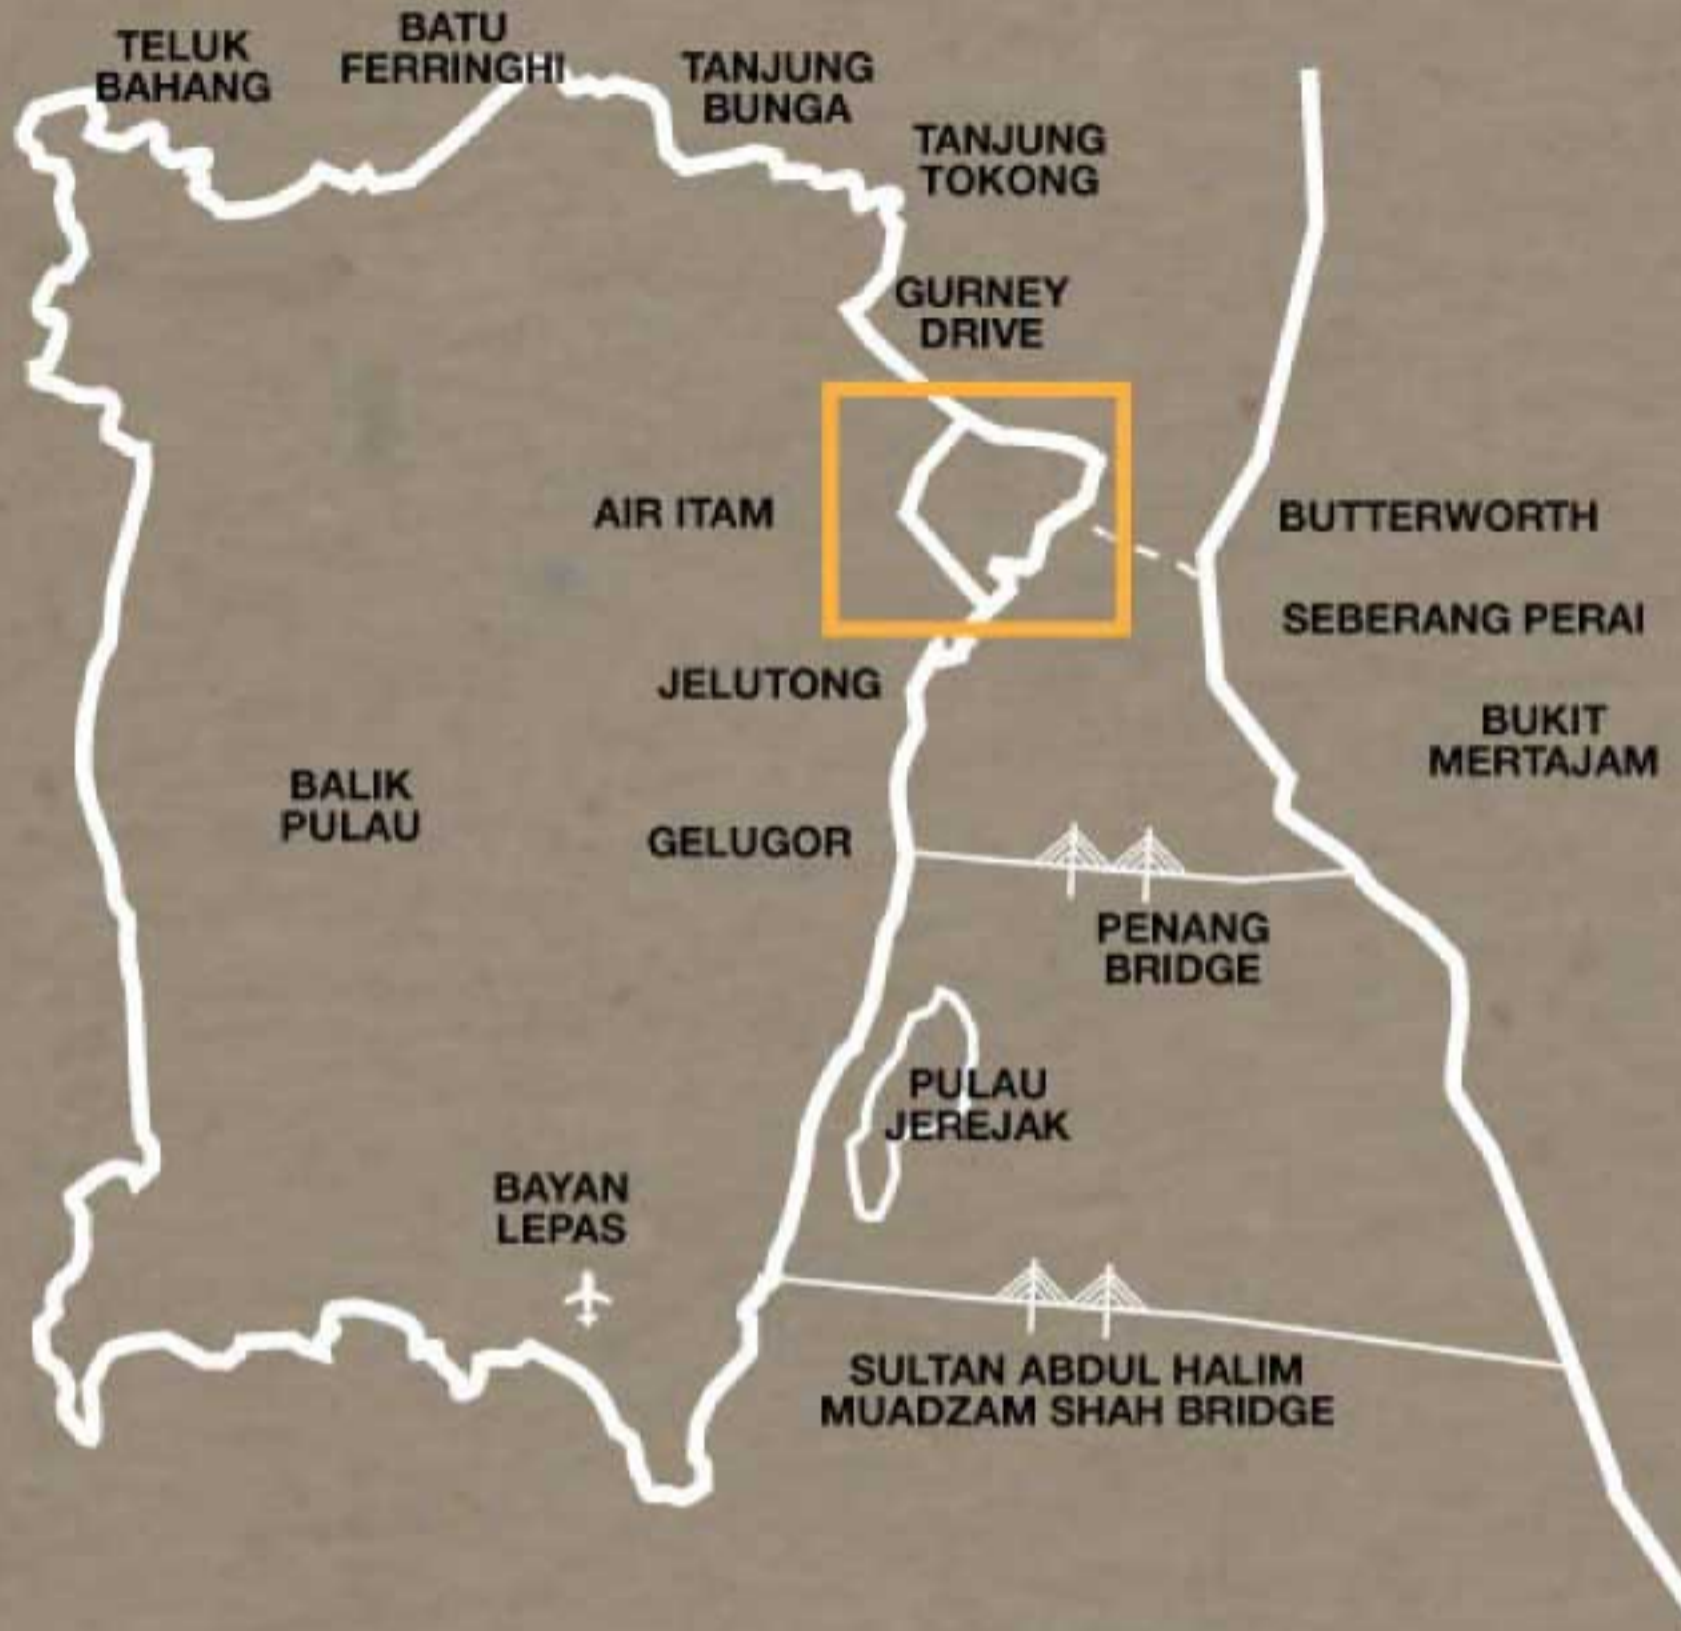 TELUK
BAHANG
BATU
FERRINGHI
TANJUNG
BUNGA
TANJUNG
TOKONG
GURNEY
DRIVE
AIR ITAM
BUTTERWORTH
SEBERANG PERAI
JELUTONG
BUKIT
MERTAJAM
BALIK
PULAU
GELUGOR
PENANG
BRIDGE
PULAU
JEREJAK
BAYAN
LEPAS
SULTAN ABDUL HALIM
MUADZAM SHAH BRIDGE